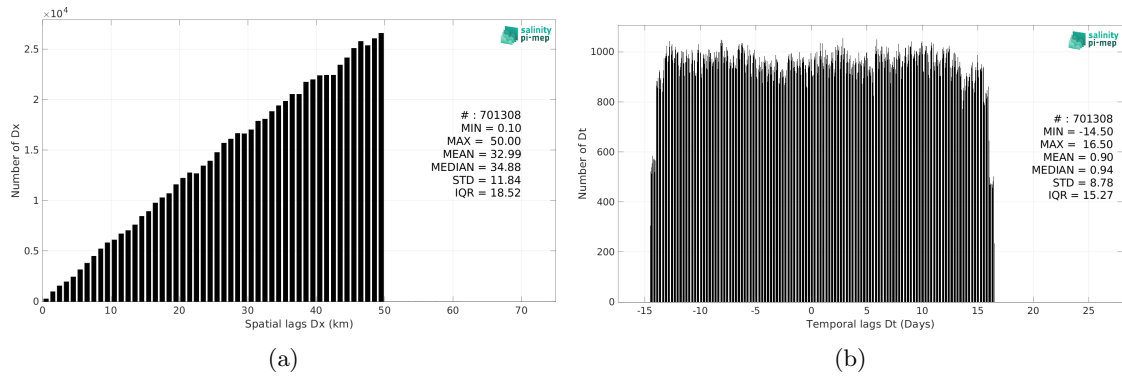 ×10⁴
2.5
2
1.5
1
0.5
0
Number of Dx
0 10 20 30 40 50 60 70
Spatial lags Dx (km)
salinity
pi-mep
# : 701308
MIN = 0.10
MAX = 50.00
MEAN = 32.99
MEDIAN = 34.88
STD = 11.84
IQR = 18.52
(a)
1000
800
600
400
200
0
Number of Dt
-15 -10 -5 0 5 10 15 20 25
Temporal lags Dt (Days)
salinity
pi-mep
# : 701308
MIN = -14.50
MAX = 16.50
MEAN = 0.90
MEDIAN = 0.94
STD = 8.78
IQR = 15.27
(b)